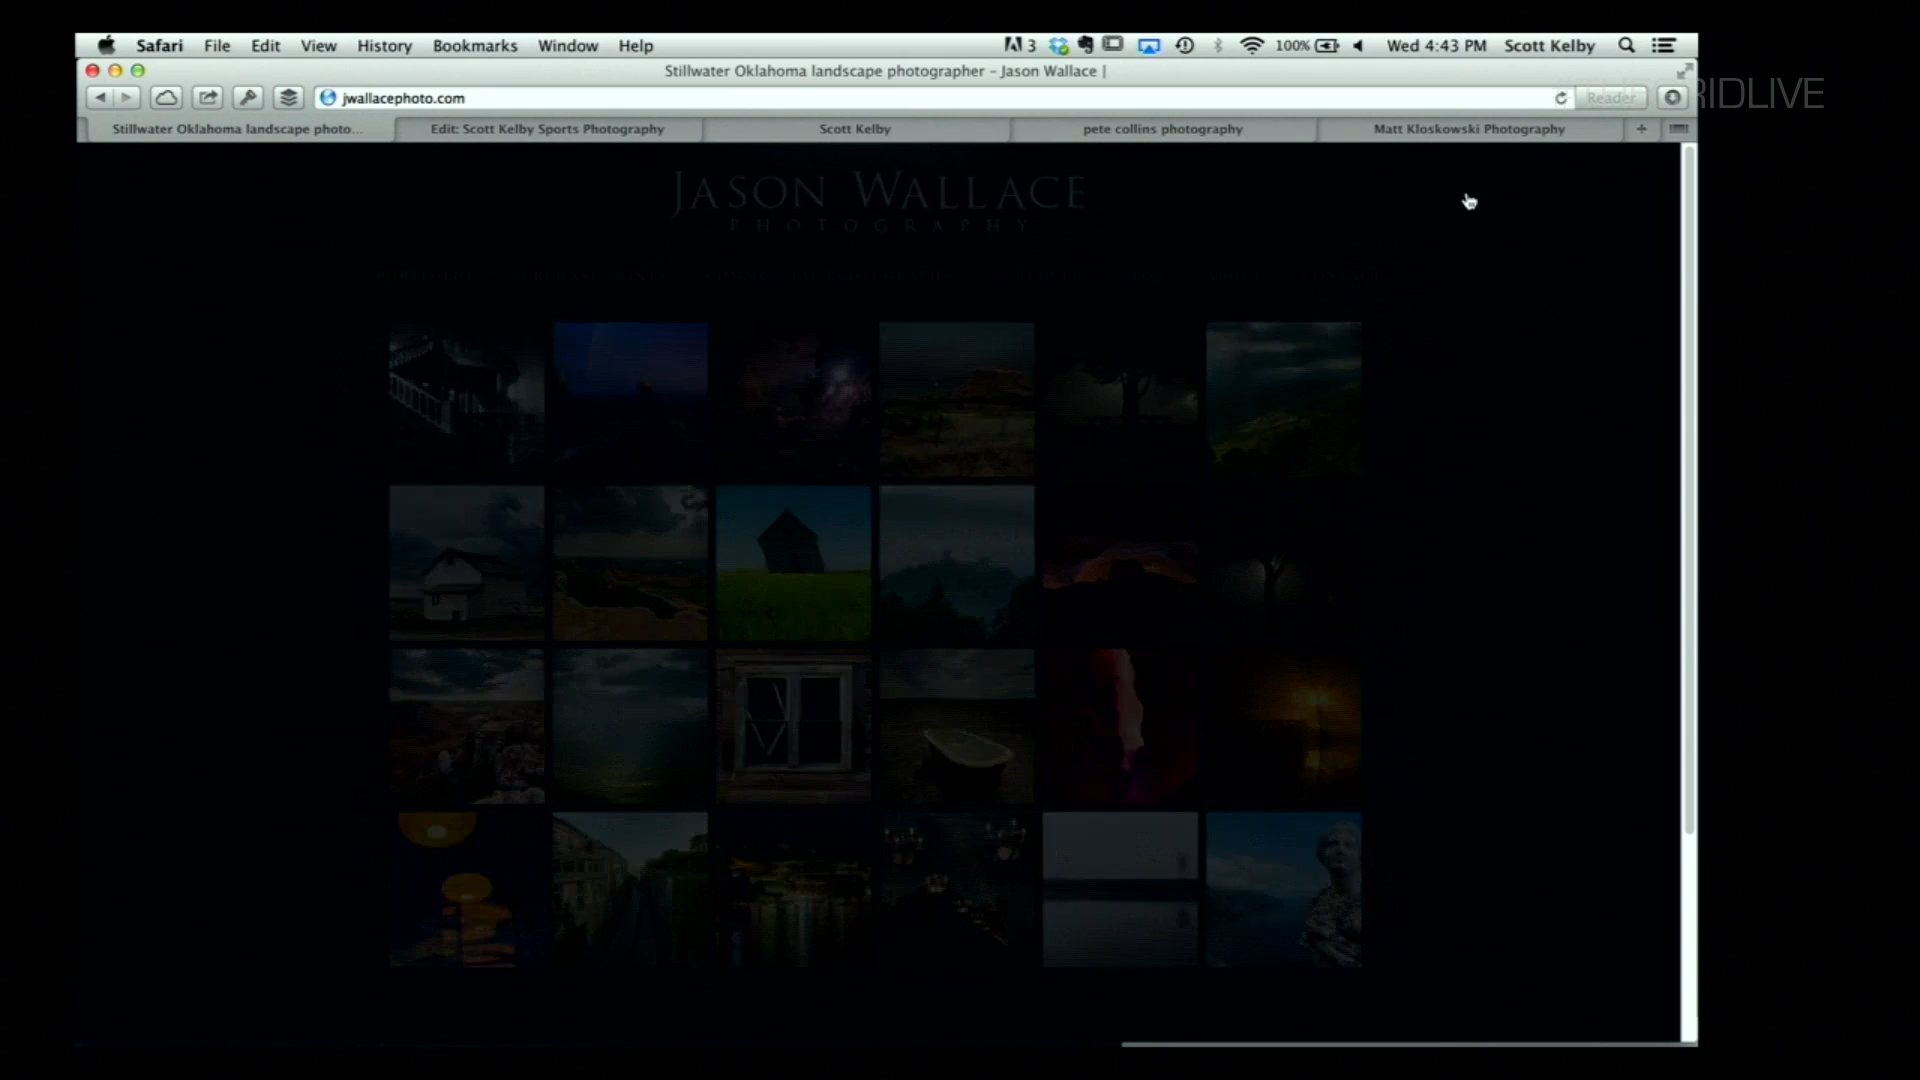 Safari File Edit View History Bookmarks Window Help 3 100% Wed 4:43 PM Scott Kelby
Stillwater Oklahoma landscape photographer – Jason Wallace |
RIDLIVE
jwallacephoto.com
Reader
Stillwater Oklahoma landscape photo...
Edit: Scott Kelby Sports Photography
Scott Kelby
pete collins photography
Matt Kloskowski Photography
JASON WALLACE
PHOTOGRAPHY